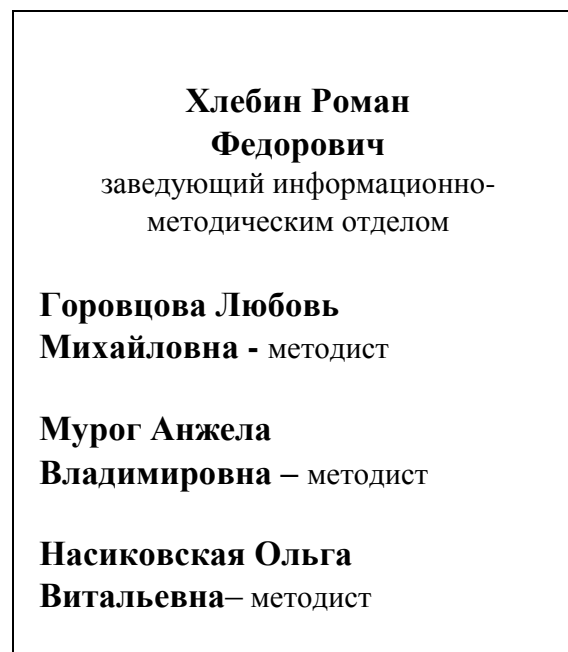 Хлебин Роман
Федорович
заведующий информационно-
методическим отделом
Горовцова Любовь
Михайловна - методист
Мурог Анжела
Владимировна – методист
Насиковская Ольга
Витальевна– методист